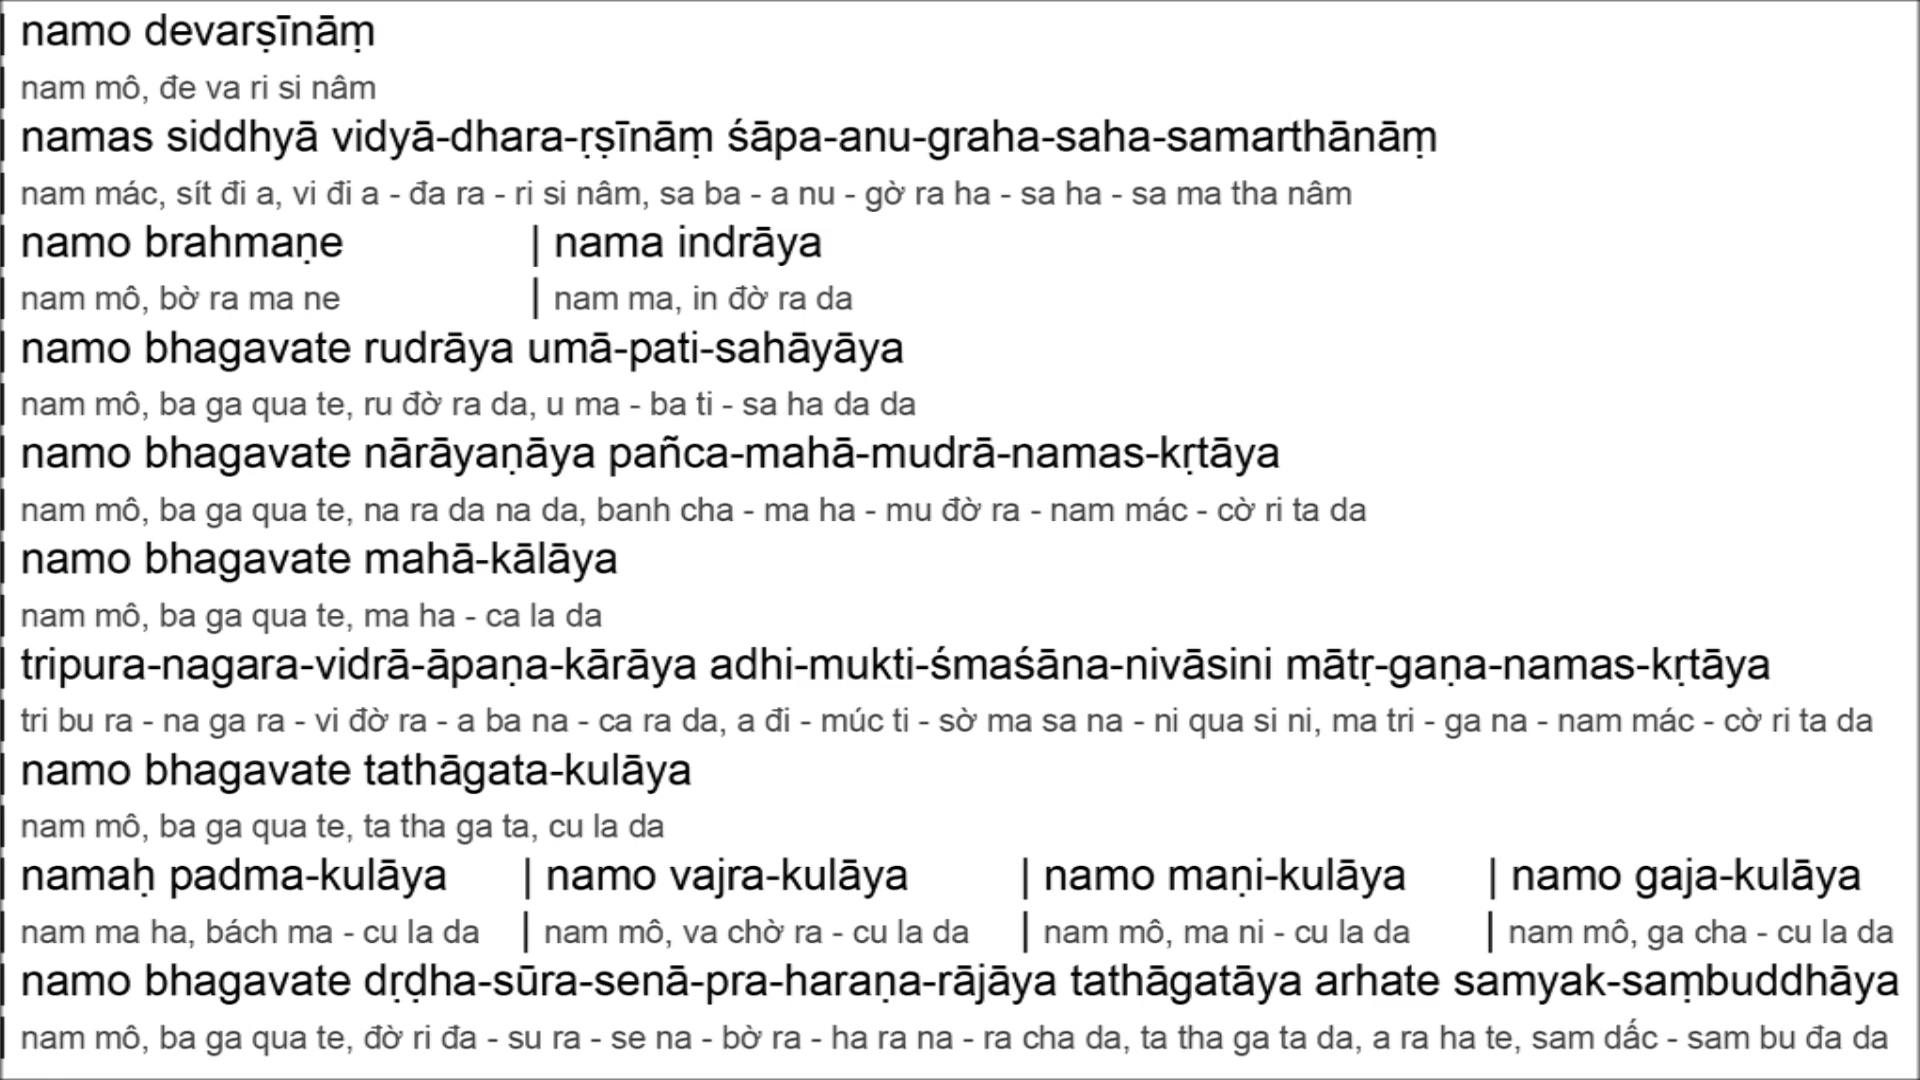 | namo devarṣīnāṃ
| nam mô, đe va ri si nâm
| namas siddhyā vidyā-dhara-ṛṣīnāṃ śāpa-anu-graha-saha-samarthānāṃ
| nam mác, sít đi a, vi đi a - đa ra - ri si nâm, sa ba - a nu - gờ ra ha - sa ha - sa ma tha nâm
| namo brahmaṇe | nama indrāya
| nam mô, bờ ra ma ne | nam ma, in đờ ra da
| namo bhagavate rudrāya umā-pati-sahāyāya
| nam mô, ba ga qua te, ru đờ ra da, u ma - ba ti - sa ha da da
| namo bhagavate nārāyaṇāya pañca-mahā-mudrā-namas-kṛtāya
| nam mô, ba ga qua te, na ra da na da, banh cha - ma ha - mu đờ ra - nam mác - cờ ri ta da
| namo bhagavate mahā-kālāya
| nam mô, ba ga qua te, ma ha - ca la da
| tripura-nagara-vidrā-āpaṇa-kārāya adhi-mukti-śmaśāna-nivāsini mātṛ-gaṇa-namas-kṛtāya
| tri bu ra - na ga ra - vi đờ ra - a ba na - ca ra da, a đi - múc ti - sờ ma sa na - ni qua si ni, ma tri - ga na - nam mác - cờ ri ta da
| namo bhagavate tathāgata-kulāya
| nam mô, ba ga qua te, ta tha ga ta, cu la da
| namaḥ padma-kulāya | namo vajra-kulāya | namo maṇi-kulāya | namo gaja-kulāya
| nam ma ha, bách ma - cu la da | nam mô, va chờ ra - cu la da | nam mô, ma ni - cu la da | nam mô, ga cha - cu la da
| namo bhagavate dṛḍha-sūra-senā-pra-haraṇa-rājāya tathāgatāya arhate samyak-saṃbuddhāya
| nam mô, ba ga qua te, đờ ri đa - su ra - se na - bờ ra - ha ra na - ra cha da, ta tha ga ta da, a ra ha te, sam dắc - sam bu đa da